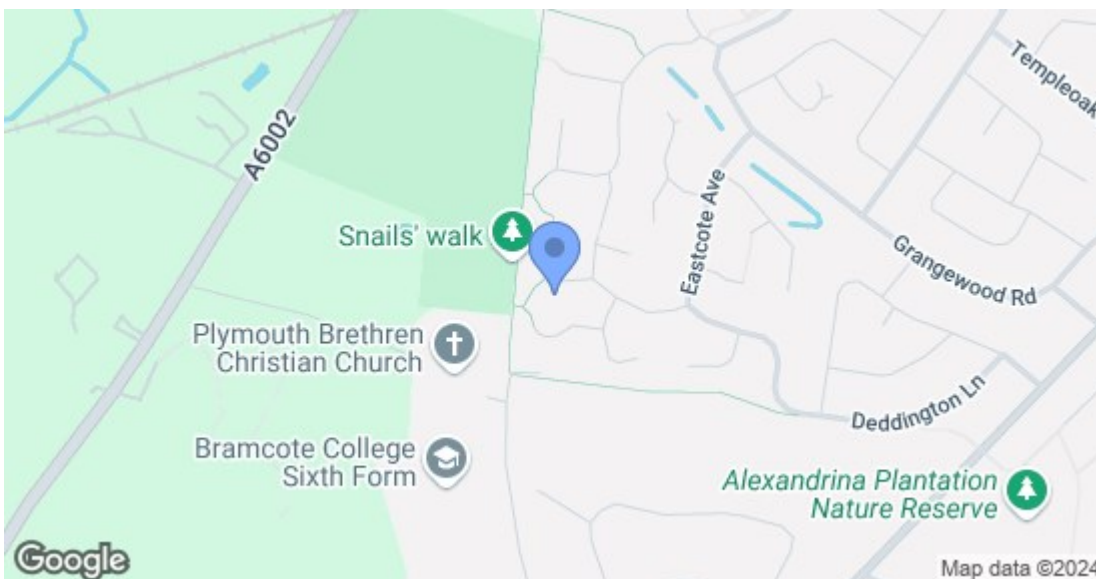 Templeoak
A6002
Snails' walk
Eastcote Ave
Grangewood Rd
Plymouth Brethren
Christian Church
Deddington Ln
Bramcote College
Sixth Form
Alexandrina Plantation
Nature Reserve
Google
Map data ©2024